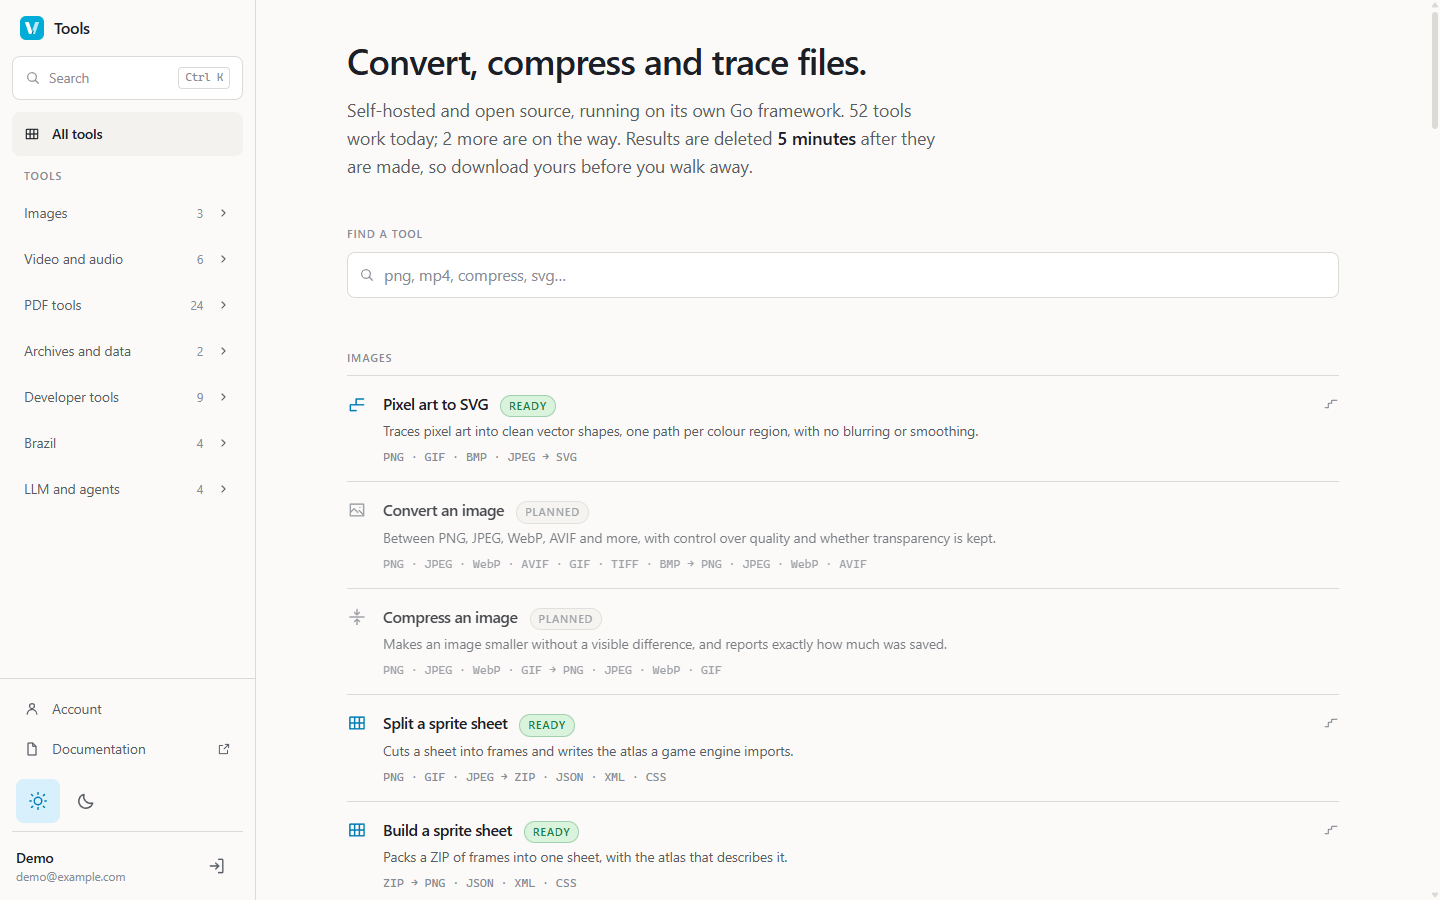 Tools
Search
Ctrl K
All tools
TOOLS
Images 3
Video and audio 6
PDF tools 24
Archives and data 2
Developer tools 9
Brazil 4
LLM and agents 4
Account
Documentation
Demo
demo@example.com
Convert, compress and trace files.
Self-hosted and open source, running on its own Go framework. 52 tools
work today; 2 more are on the way. Results are deleted 5 minutes after they
are made, so download yours before you walk away.
FIND A TOOL
png, mp4, compress, svg...
IMAGES
Pixel art to SVG READY
Traces pixel art into clean vector shapes, one path per colour region, with no blurring or smoothing.
PNG · GIF · BMP · JPEG → SVG
Convert an image PLANNED
Between PNG, JPEG, WebP, AVIF and more, with control over quality and whether transparency is kept.
PNG · JPEG · WebP · AVIF · GIF · TIFF · BMP → PNG · JPEG · WebP · AVIF
Compress an image PLANNED
Makes an image smaller without a visible difference, and reports exactly how much was saved.
PNG · JPEG · WebP · GIF → PNG · JPEG · WebP · GIF
Split a sprite sheet READY
Cuts a sheet into frames and writes the atlas a game engine imports.
PNG · GIF · JPEG → ZIP · JSON · XML · CSS
Build a sprite sheet READY
Packs a ZIP of frames into one sheet, with the atlas that describes it.
ZIP → PNG · JSON · XML · CSS